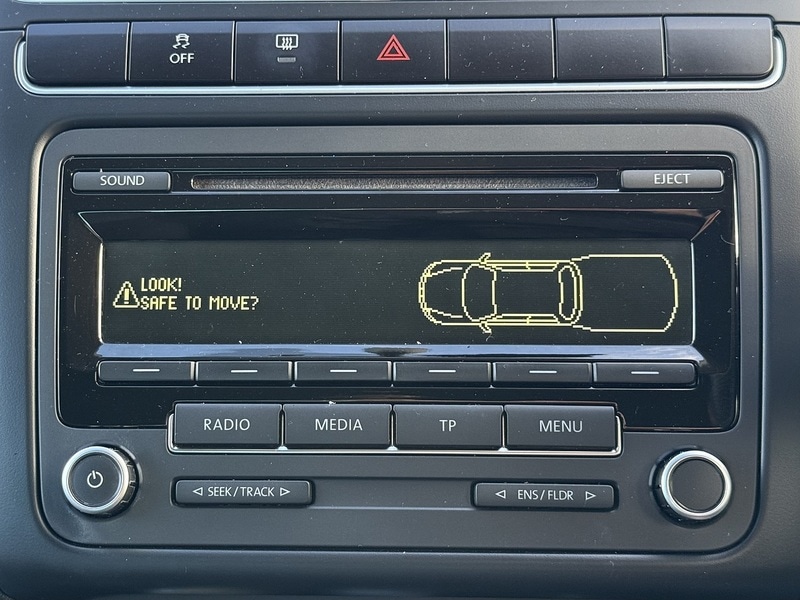 OFF
SOUND
EJECT
LOOK!
SAFE TO MOVE?
RADIO
MEDIA
TP
MENU
SEEK/TRACK
ENS/FLDR